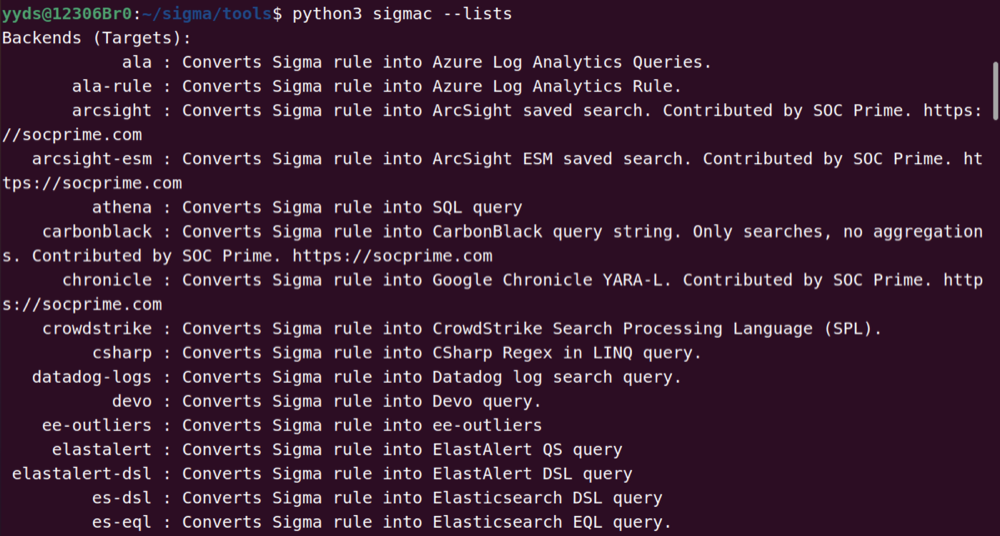 yyds@12306Br0:~/sigma/tools$ python3 sigmac --lists
Backends (Targets):
ala : Converts Sigma rule into Azure Log Analytics Queries.
ala-rule : Converts Sigma rule into Azure Log Analytics Rule.
arcsight : Converts Sigma rule into ArcSight saved search. Contributed by SOC Prime. https:
//socprime.com
arcsight-esm : Converts Sigma rule into ArcSight ESM saved search. Contributed by SOC Prime. ht
tps://socprime.com
athena : Converts Sigma rule into SQL query
carbonblack : Converts Sigma rule into CarbonBlack query string. Only searches, no aggregation
s. Contributed by SOC Prime. https://socprime.com
chronicle : Converts Sigma rule into Google Chronicle YARA-L. Contributed by SOC Prime. http
s://socprime.com
crowdstrike : Converts Sigma rule into CrowdStrike Search Processing Language (SPL).
csharp : Converts Sigma rule into CSharp Regex in LINQ query.
datadog-logs : Converts Sigma rule into Datadog log search query.
devo : Converts Sigma rule into Devo query.
ee-outliers : Converts Sigma rule into ee-outliers
elastalert : Converts Sigma rule into ElastAlert QS query
elastalert-dsl : Converts Sigma rule into ElastAlert DSL query
es-dsl : Converts Sigma rule into Elasticsearch DSL query
es-eql : Converts Sigma rule into Elasticsearch EQL query.